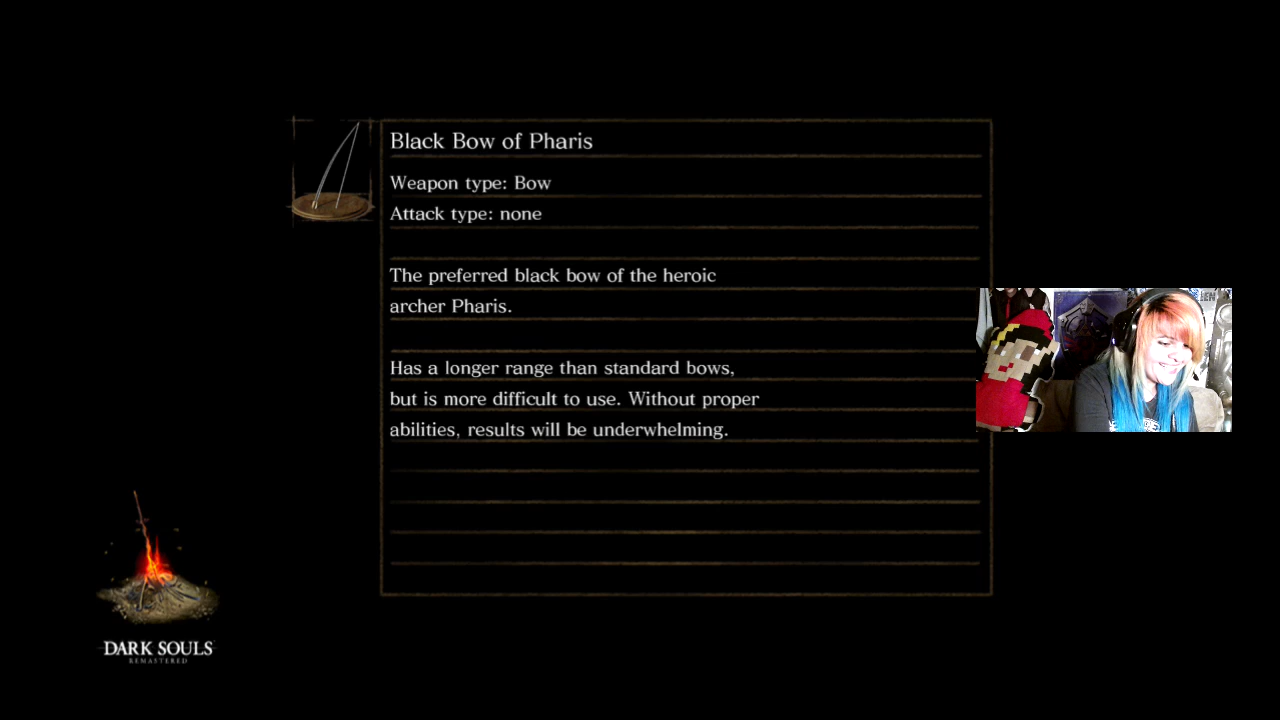 Black Bow of Pharis
Weapon type: Bow
Attack type: none
The preferred black bow of the heroic
archer Pharis.
Has a longer range than standard bows,
but is more difficult to use. Without proper
abilities, results will be underwhelming.
DARK SOULS
REMASTERED